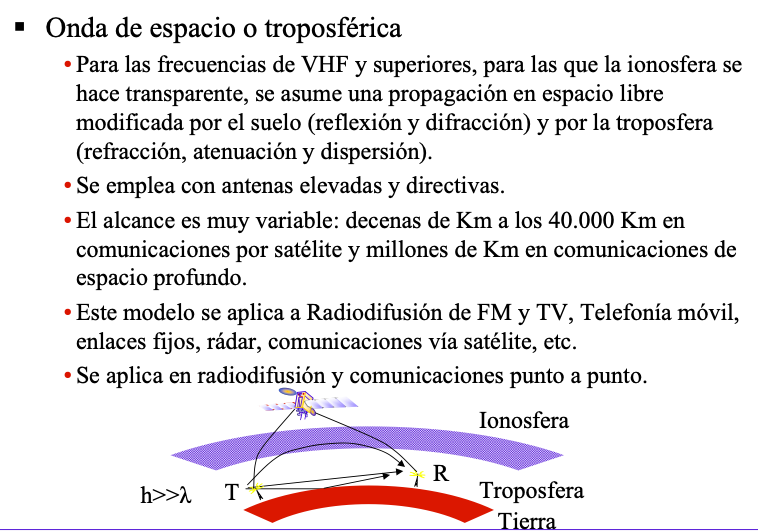 ▪ Onda de espacio o troposférica
• Para las frecuencias de VHF y superiores, para las que la ionosfera se
hace transparente, se asume una propagación en espacio libre
modificada por el suelo (reflexión y difracción) y por la troposfera
(refracción, atenuación y dispersión).
• Se emplea con antenas elevadas y directivas.
• El alcance es muy variable: decenas de Km a los 40.000 Km en
comunicaciones por satélite y millones de Km en comunicaciones de
espacio profundo.
• Este modelo se aplica a Radiodifusión de FM y TV, Telefonía móvil,
enlaces fijos, rádar, comunicaciones vía satélite, etc.
• Se aplica en radiodifusión y comunicaciones punto a punto.
Ionosfera
R
h>>λ
T
Troposfera
Tierra